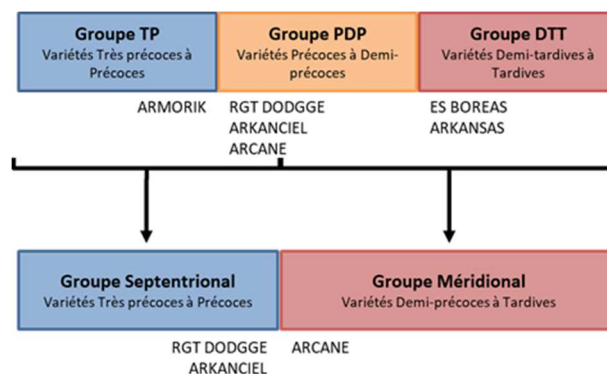 Groupe TP
Variétés Très précoces à
Précoces
Groupe PDP
Variétés Précoces à Demi-
précoces
Groupe DTT
Variétés Demi-tardives à
Tardives
ARMORIK
RGT DODGGE
ARKANCIEL
ARCANE
ES BOREAS
ARKANSAS
Groupe Septentrional
Variétés Très précoces à Précoces
Groupe Méridional
Variétés Demi-précoces à Tardives
RGT DODGGE
ARKANCIEL
ARCANE